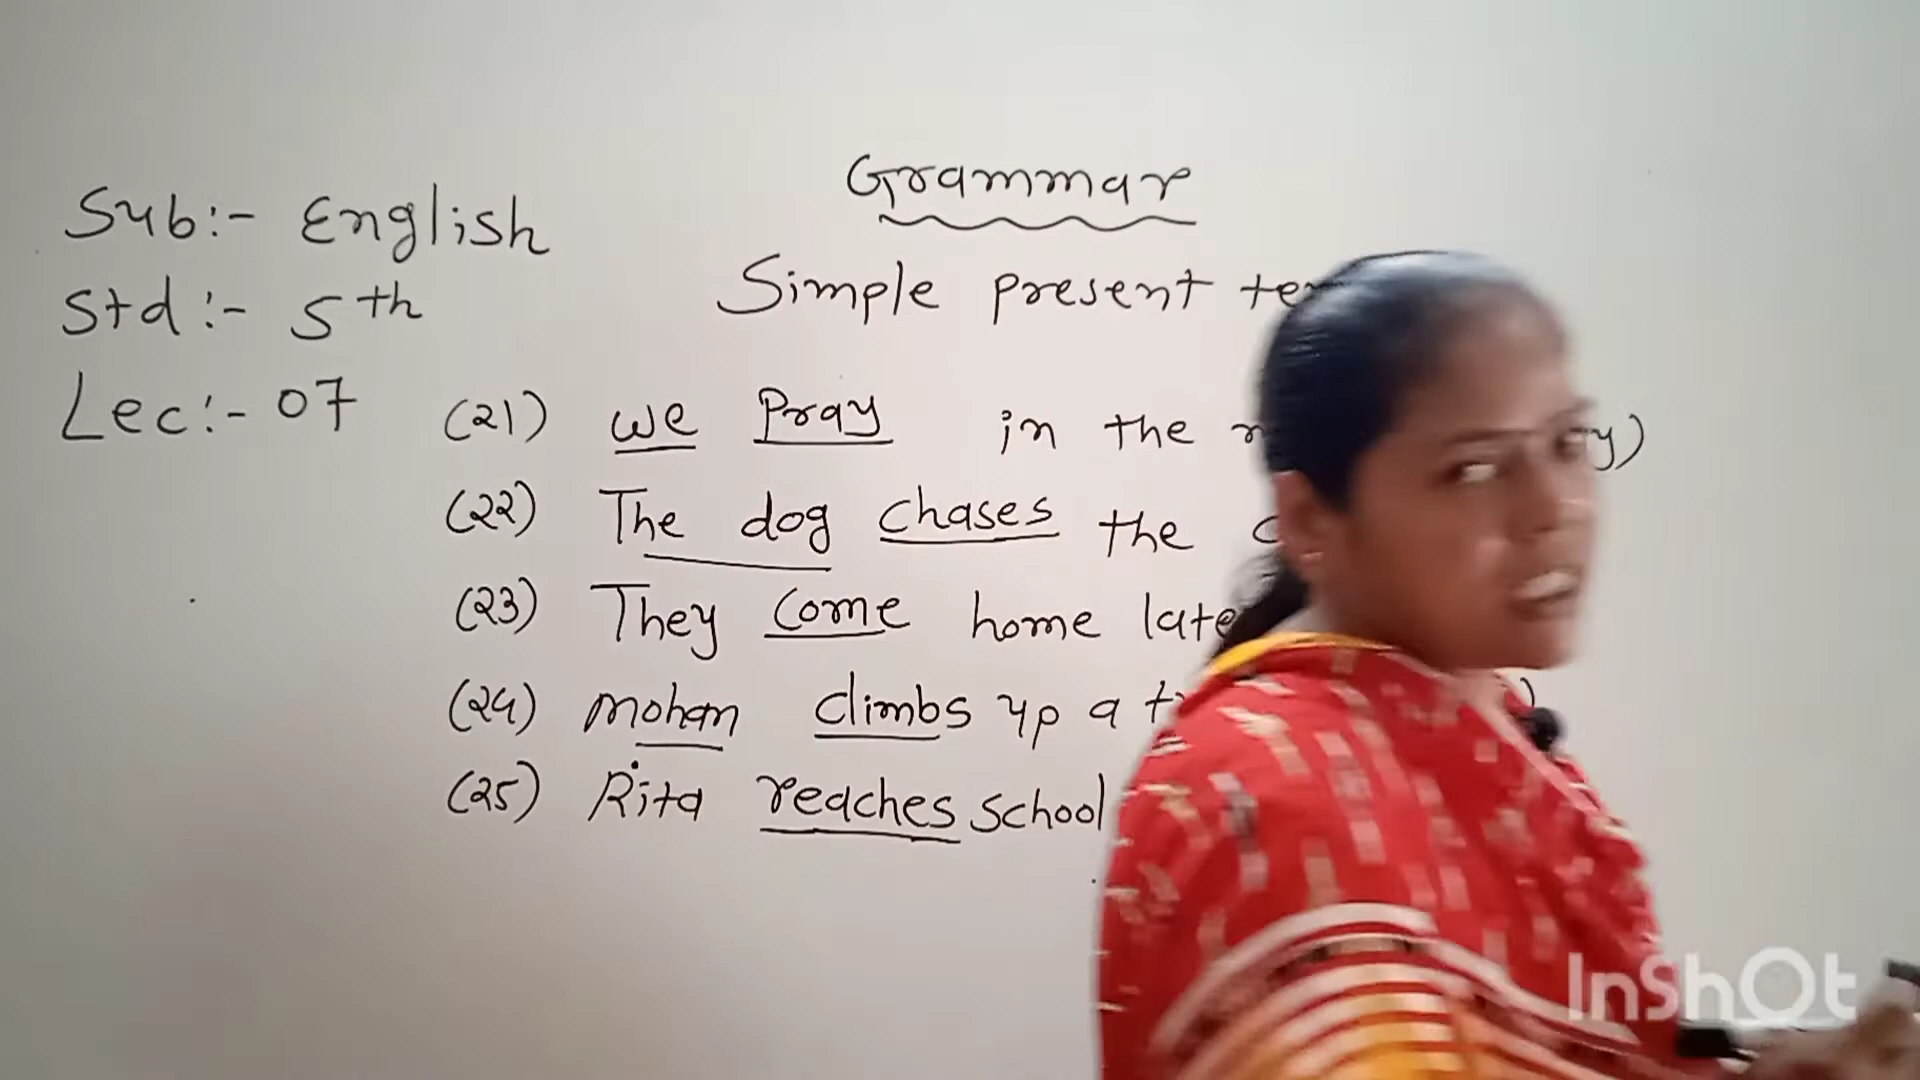 Grammar
Sub:- English
Simple present
Std:- 5th
Lec:- 07
(21) we Pray in the
(22) The dog chases the
(23) They come home late
(24) mohan climbs up a
(25) Rita reaches school
InShOt